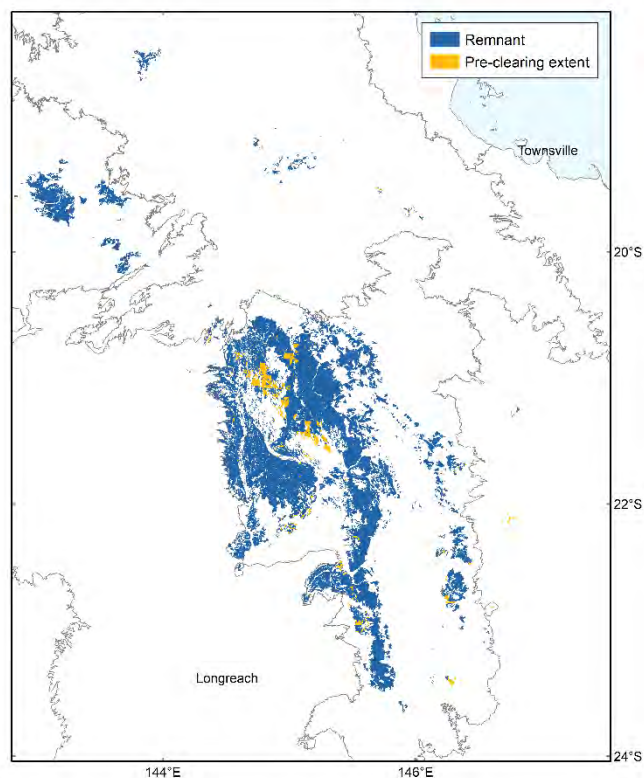 Remnant
Pre-clearing extent
Townsville
20°S
22°S
Longreach
24°S
144°E
146°E